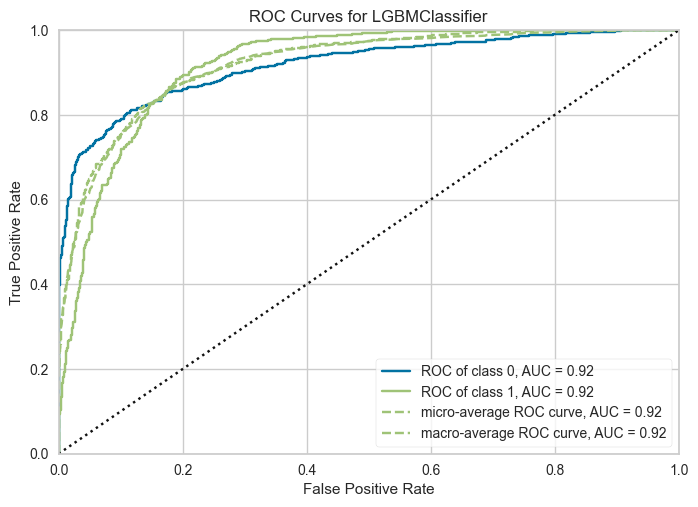 ROC Curves for LGBMClassifier
1.0
0.8
0.6
0.4
0.2
0.0
True Positive Rate
ROC of class 0, AUC = 0.92
ROC of class 1, AUC = 0.92
micro-average ROC curve, AUC = 0.92
macro-average ROC curve, AUC = 0.92
0.0 0.2 0.4 0.6 0.8 1.0
False Positive Rate